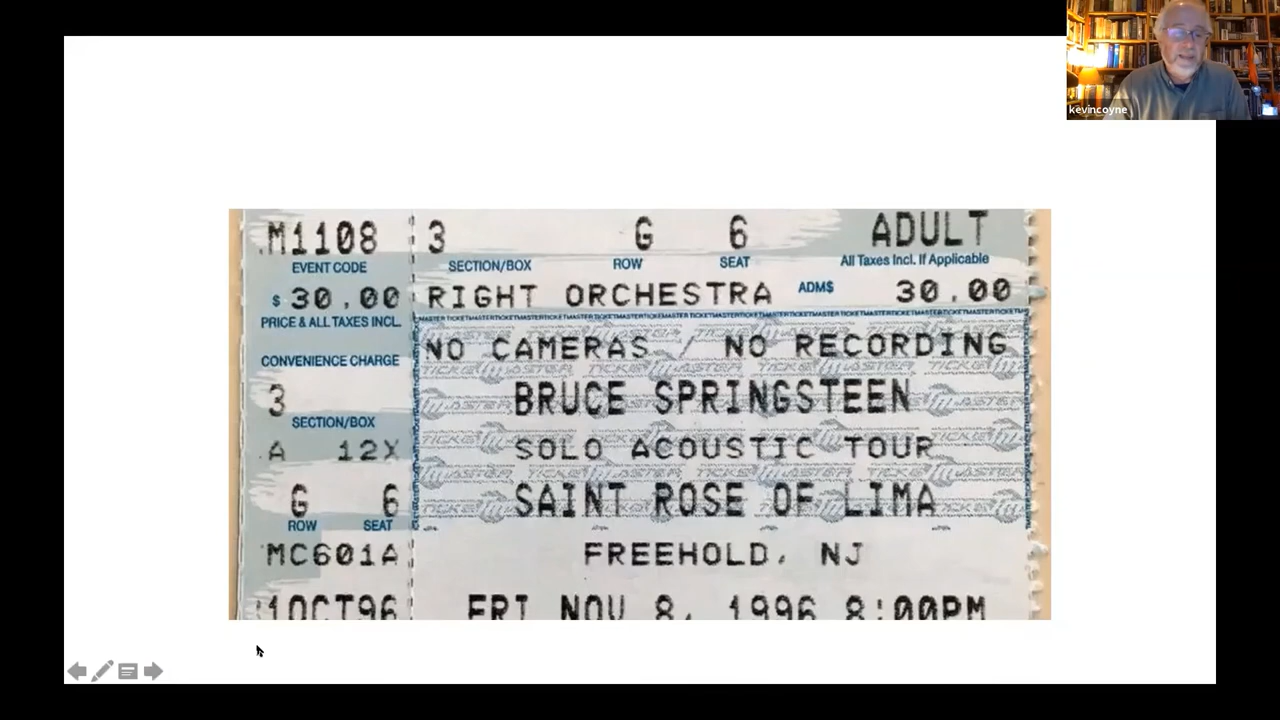 kevincoyne
M1108 3 G 6 ADULT
EVENT CODE SECTION/BOX ROW SEAT All Taxes Incl. If Applicable
$ 30.00 RIGHT ORCHESTRA ADM$ 30.00
PRICE & ALL TAXES INCL.
NO CAMERAS / NO RECORDING
CONVENIENCE CHARGE
3 BRUCE SPRINGSTEEN
SECTION/BOX
A 12X SOLO ACOUSTIC TOUR
G 6 SAINT ROSE OF LIMA
ROW SEAT
MC601A FREEHOLD, NJ
1OCT96 FRI NOV 8, 1996 8:00PM